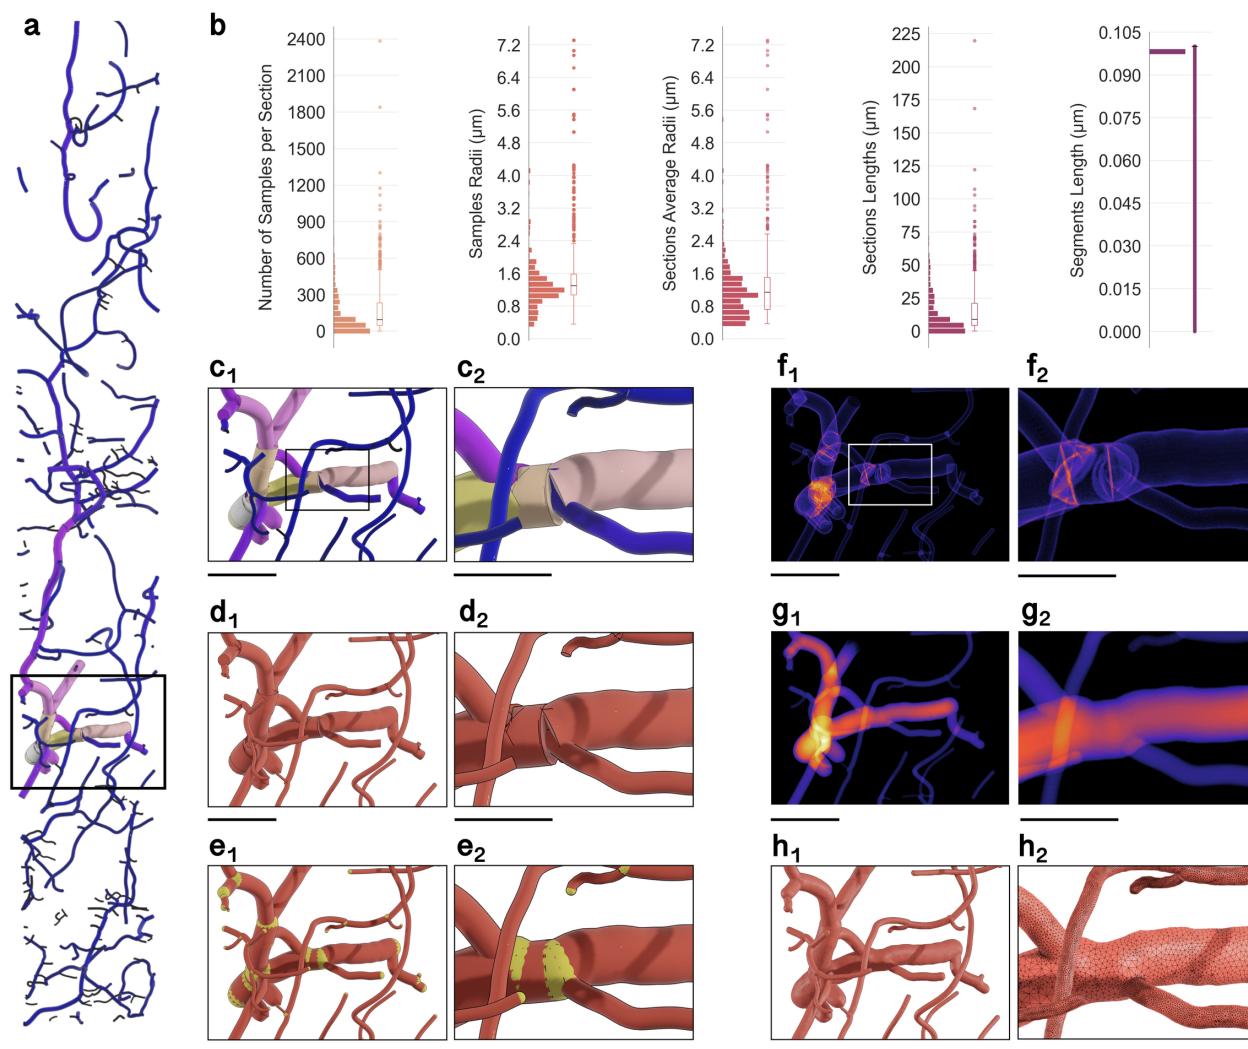 a
b
Number of Samples per Section
2400
2100
1800
1500
1200
900
600
300
0
Samples Radii (μm)
7.2
6.4
5.6
4.8
4.0
3.2
2.4
1.6
0.8
0.0
Sections Average Radii (μm)
7.2
6.4
5.6
4.8
4.0
3.2
2.4
1.6
0.8
0.0
Sections Lengths (μm)
225
200
175
150
125
100
75
50
25
0
Segments Length (μm)
0.105
0.090
0.075
0.060
0.045
0.030
0.015
0.000
c1
c2
f1
f2
d1
d2
g1
g2
e1
e2
h1
h2